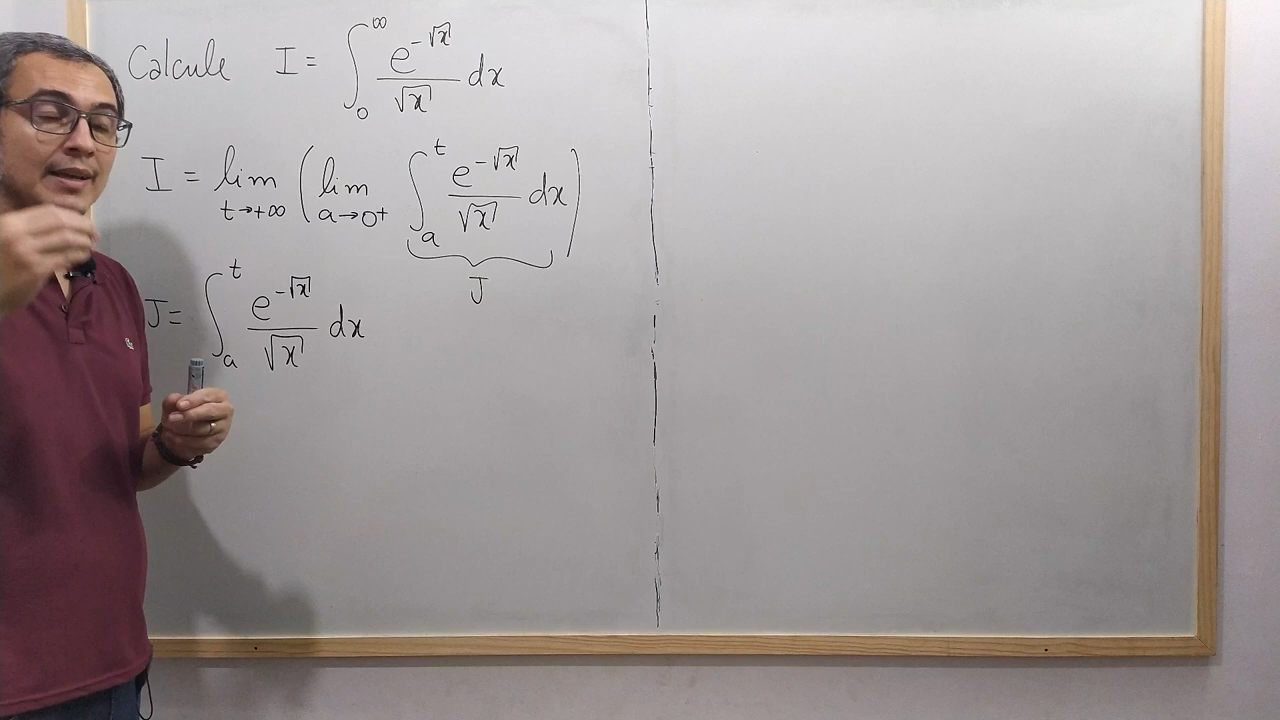 Calcule I = ∫₀^∞ e^{-√x}/√x dx
I = lim_{t→+∞} ( lim_{a→0⁺} ∫ₐ^t e^{-√x}/√x dx )
J
J = ∫ₐ^t e^{-√x}/√x dx